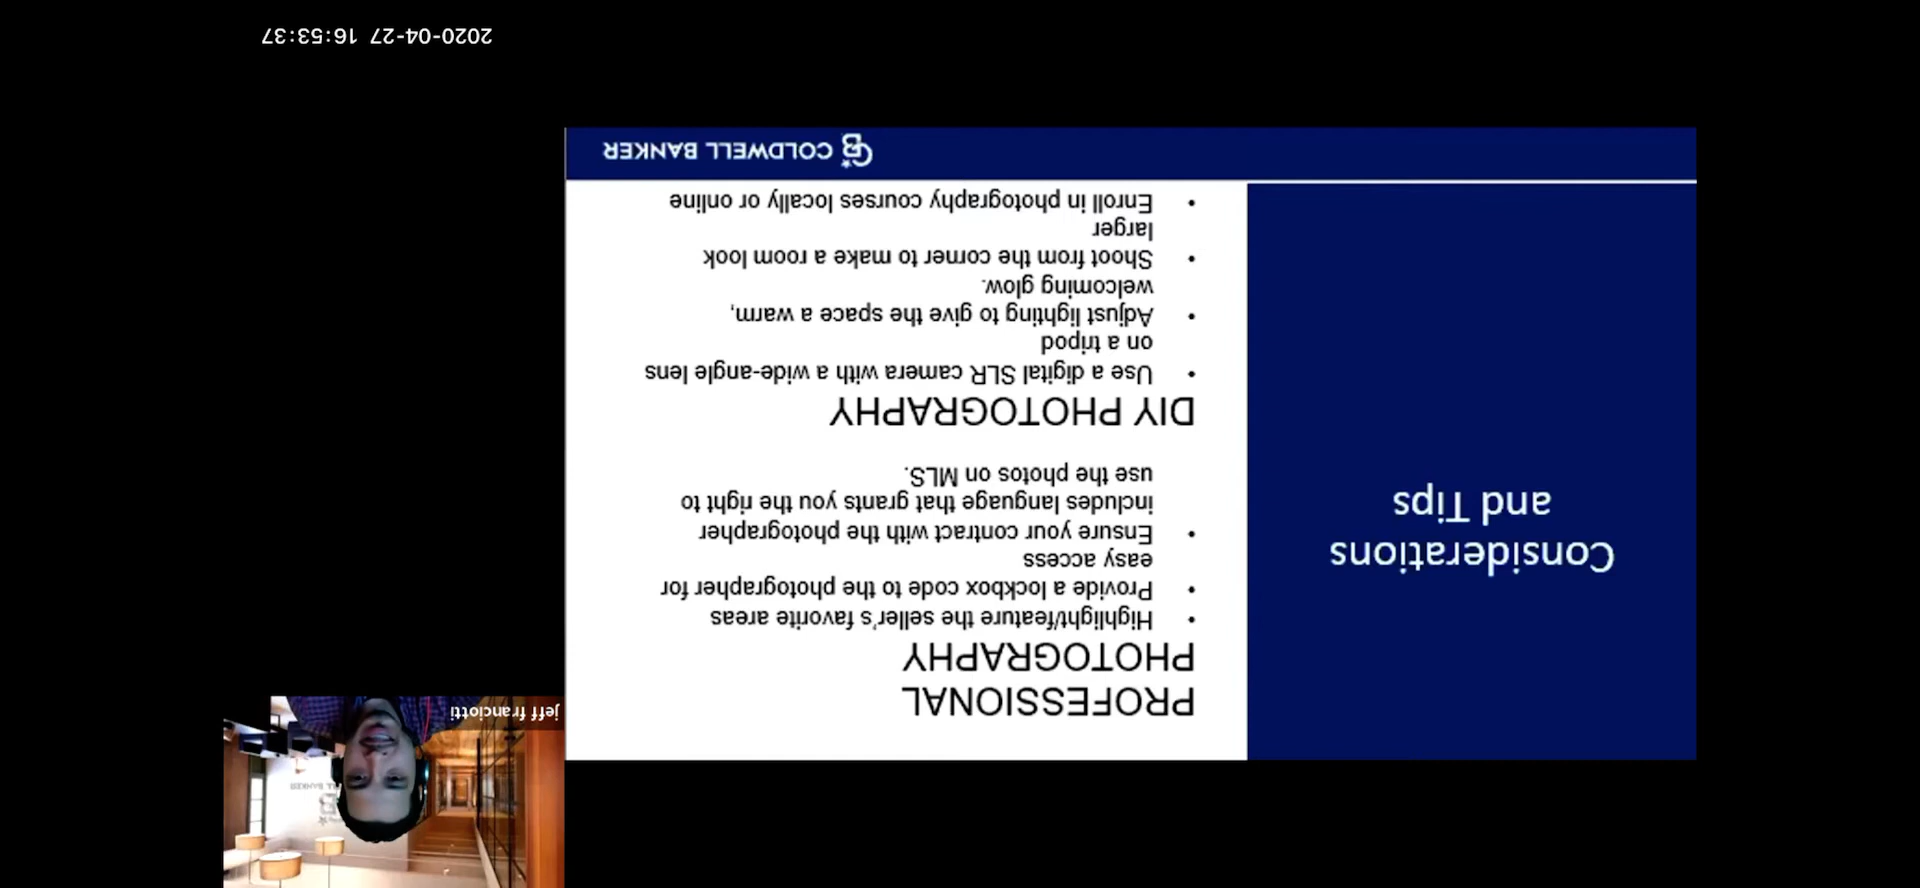 jeff franciotti
Considerations
and Tips
PROFESSIONAL
PHOTOGRAPHY
• Highlight/feature the seller's favorite areas
• Provide a lockbox code to the photographer for
easy access
• Ensure your contract with the photographer
includes language that grants you the right to
use the photos on MLS.
DIY PHOTOGRAPHY
• Use a digital SLR camera with a wide-angle lens
on a tripod
• Adjust lighting to give the space a warm,
welcoming glow.
• Shoot from the corner to make a room look
larger
• Enroll in photography courses locally or online
COLDWELL BANKER
2020-04-27 16:53:37